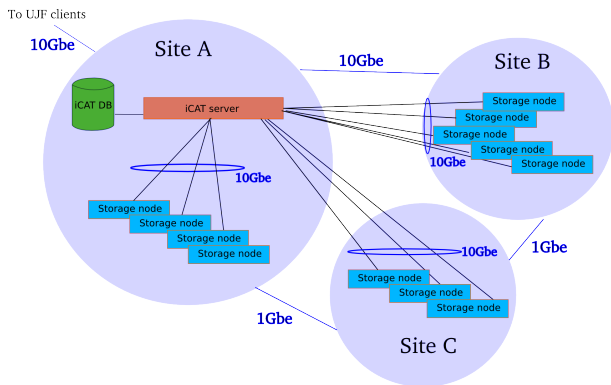 To UJF clients
10Gbe
Site A
10Gbe
Site B
iCAT DB
iCAT server
Storage node
Storage node
Storage node
Storage node
Storage node
10Gbe
10Gbe
Storage node
Storage node
Storage node
Storage node
10Gbe
1Gbe
Storage node
Storage node
Storage node
1Gbe
Site C